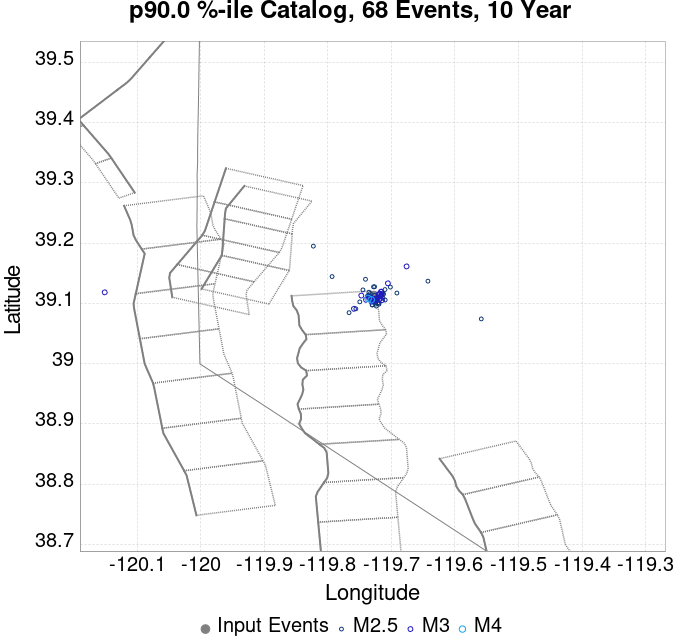 p90.0 %-ile Catalog, 68 Events, 10 Year
Latitude
39.5
39.4
39.3
39.2
39.1
39
38.9
38.8
38.7
-120.1 -120 -119.9 -119.8 -119.7 -119.6 -119.5 -119.4 -119.3
Longitude
Input Events M2.5 M3 M4